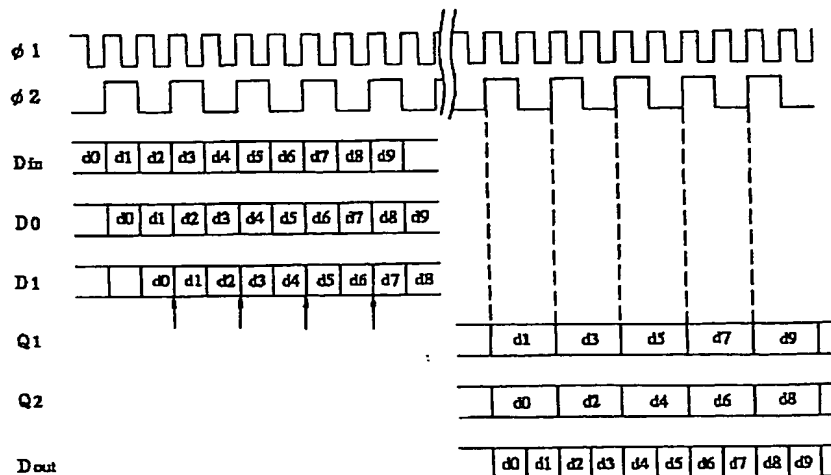 ϕ1
ϕ2
Din d0 d1 d2 d3 d4 d5 d6 d7 d8 d9
D0 d0 d1 d2 d3 d4 d5 d6 d7 d8 d9
D1 d0 d1 d2 d3 d4 d5 d6 d7 d8
Q1 d1 d3 d5 d7 d9
Q2 d0 d2 d4 d6 d8
Dout d0 d1 d2 d3 d4 d5 d6 d7 d8 d9